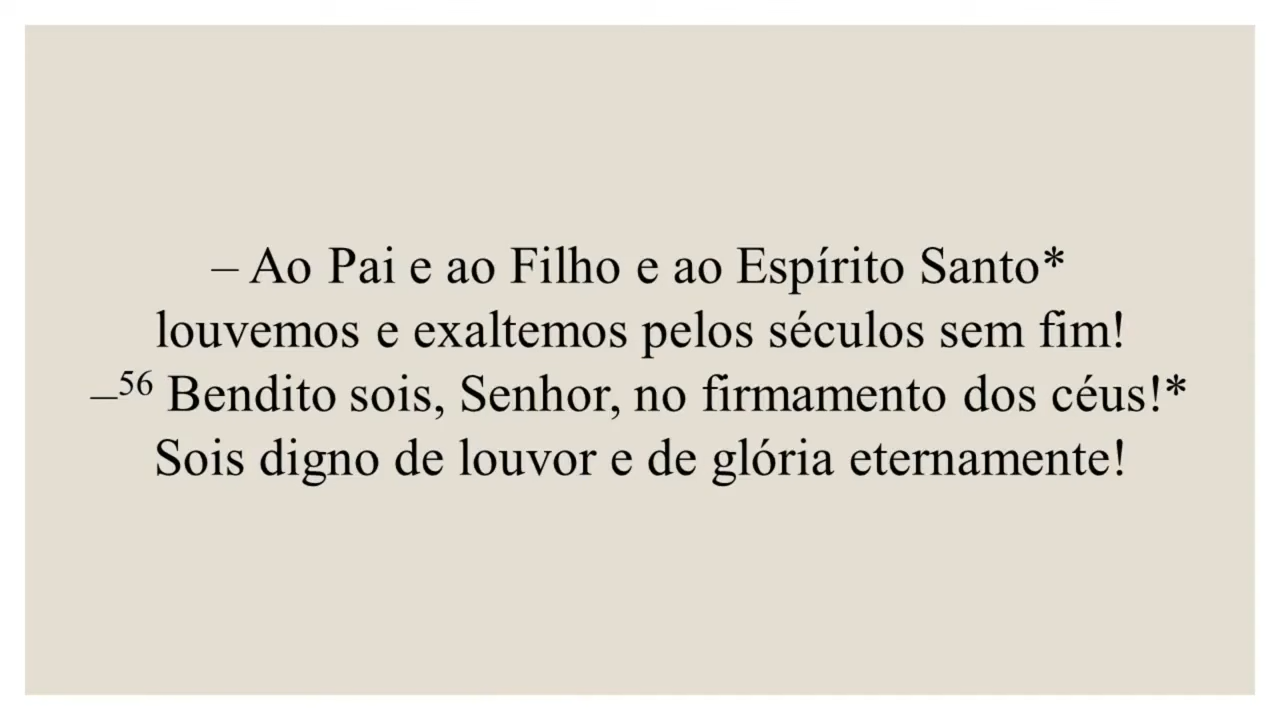 – Ao Pai e ao Filho e ao Espírito Santo*
louvemos e exaltemos pelos séculos sem fim!
–⁵⁶ Bendito sois, Senhor, no firmamento dos céus!*
Sois digno de louvor e de glória eternamente!